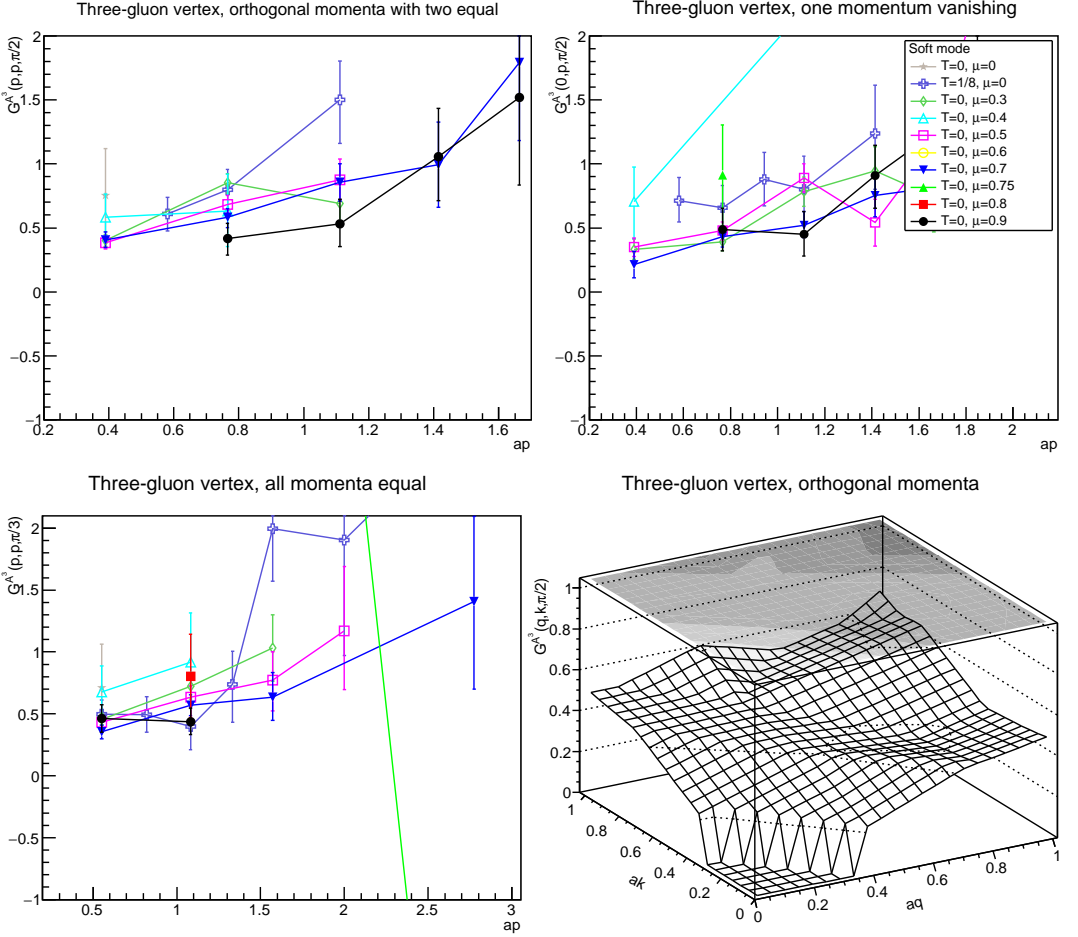 Three-gluon vertex, orthogonal momenta with two equal
G^{A^3}(p,p,π/2)
2
1.5
1
0.5
0
−0.5
−1
0.2 0.4 0.6 0.8 1 1.2 1.4 1.6
ap
Three-gluon vertex, one momentum vanishing
G^{A^3}(0,p,π/2)
2
1.5
1
0.5
0
−0.5
−1
0.2 0.4 0.6 0.8 1 1.2 1.4 1.6 1.8 2
ap
Soft mode
T=0, μ=0
T=1/8, μ=0
T=0, μ=0.3
T=0, μ=0.4
T=0, μ=0.5
T=0, μ=0.6
T=0, μ=0.7
T=0, μ=0.75
T=0, μ=0.8
T=0, μ=0.9
Three-gluon vertex, all momenta equal
G^{A^3}(p,p,π/3)
2
1.5
1
0.5
0
−0.5
−1
0.5 1 1.5 2 2.5 3
ap
Three-gluon vertex, orthogonal momenta
G^{A^3}(q,k,π/2)
1
0.8
0.6
0.4
0.2
0
1
0.8
0.6
0.4
0.2
0
ak
0
0.2
0.4
0.6
0.8
1
aq